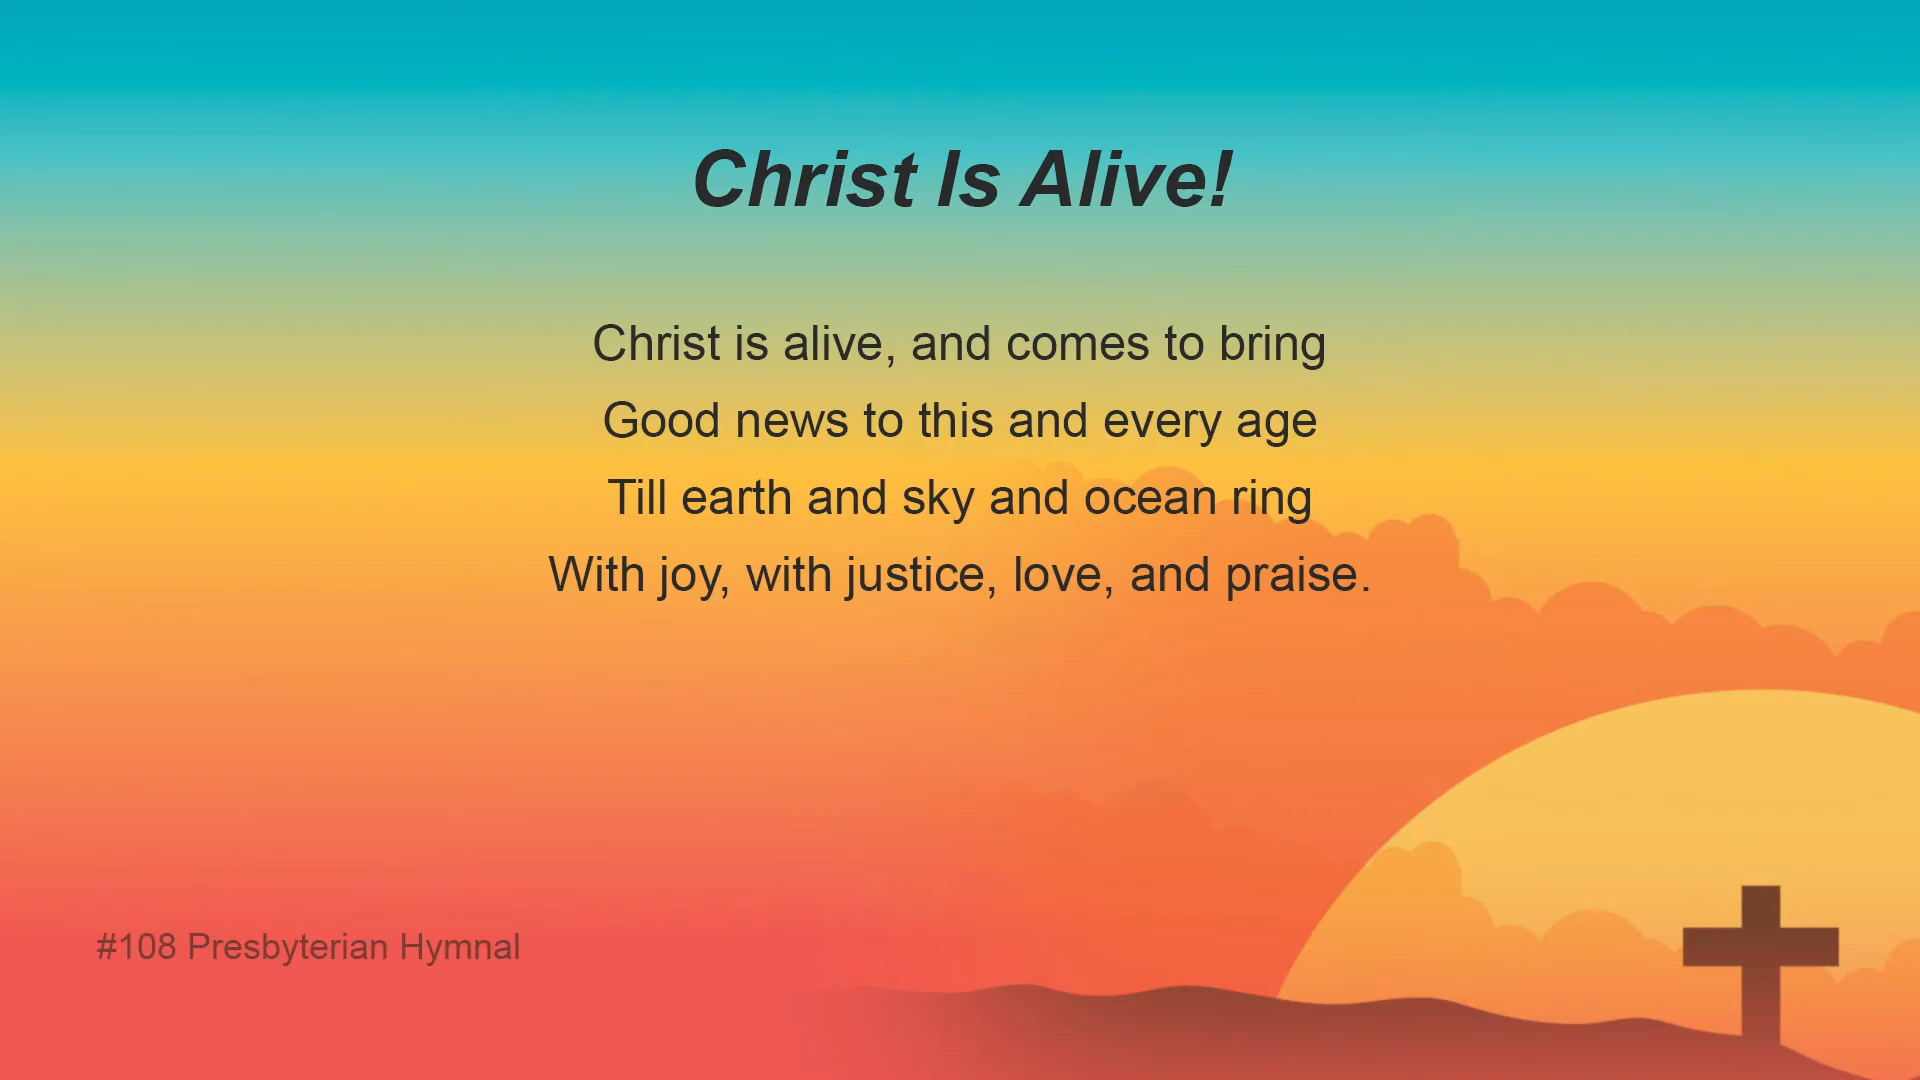 Christ Is Alive!
Christ is alive, and comes to bring
Good news to this and every age
Till earth and sky and ocean ring
With joy, with justice, love, and praise.
#108 Presbyterian Hymnal